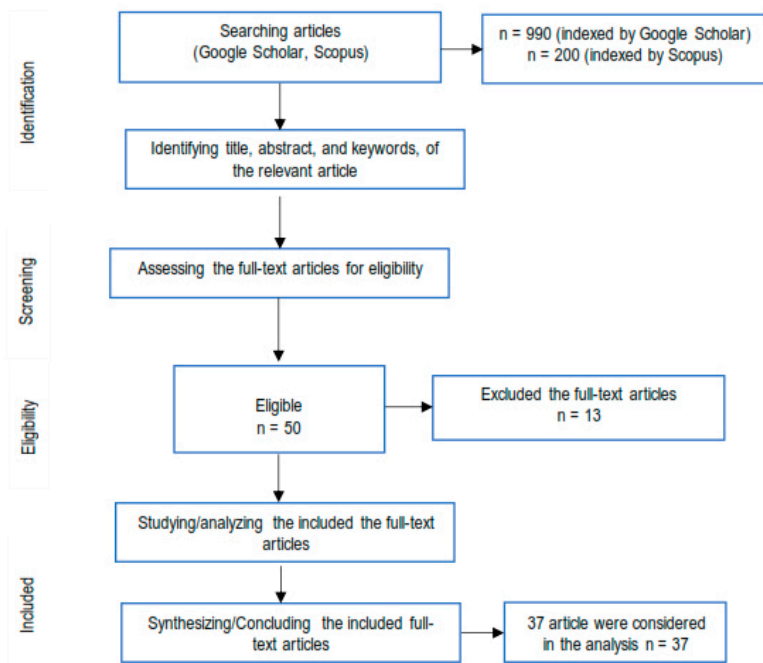 Identification
Searching articles
(Google Scholar, Scopus)
n = 990 (indexed by Google Scholar)
n = 200 (indexed by Scopus)
Identifying title, abstract, and keywords, of
the relevant article
Screening
Assessing the full-text articles for eligibility
Eligibility
Eligible
n = 50
Excluded the full-text articles
n = 13
Included
Studying/analyzing the included the full-text
articles
Synthesizing/Concluding the included full-
text articles
37 article were considered
in the analysis n = 37